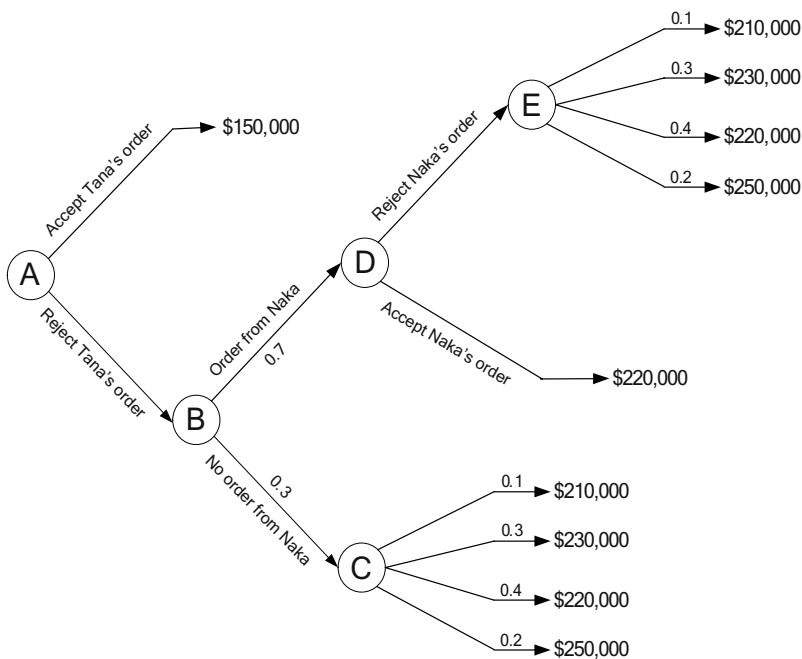 0.1
$210,000
0.3
$230,000
E
0.4
$220,000
0.2
$250,000
Accept Tana's order
$150,000
Reject Naka's order
A
D
Reject Tana's order
Order from Naka
0.7
Accept Naka's order
$220,000
B
No order from Naka
0.3
0.1
$210,000
0.3
$230,000
C
0.4
$220,000
0.2
$250,000